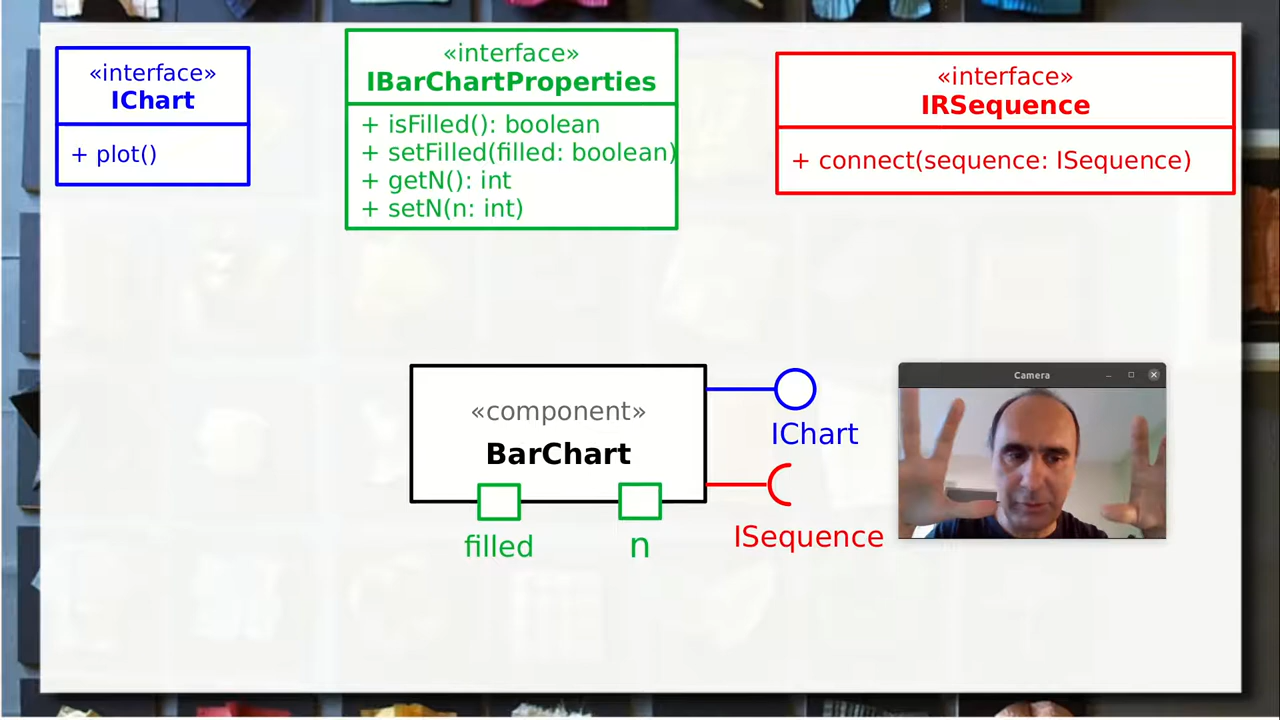 «interface»
IChart
+ plot()
«interface»
IBarChartProperties
+ isFilled(): boolean
+ setFilled(filled: boolean)
+ getN(): int
+ setN(n: int)
«interface»
IRSequence
+ connect(sequence: ISequence)
«component»
BarChart
filled
n
IChart
ISequence
Camera